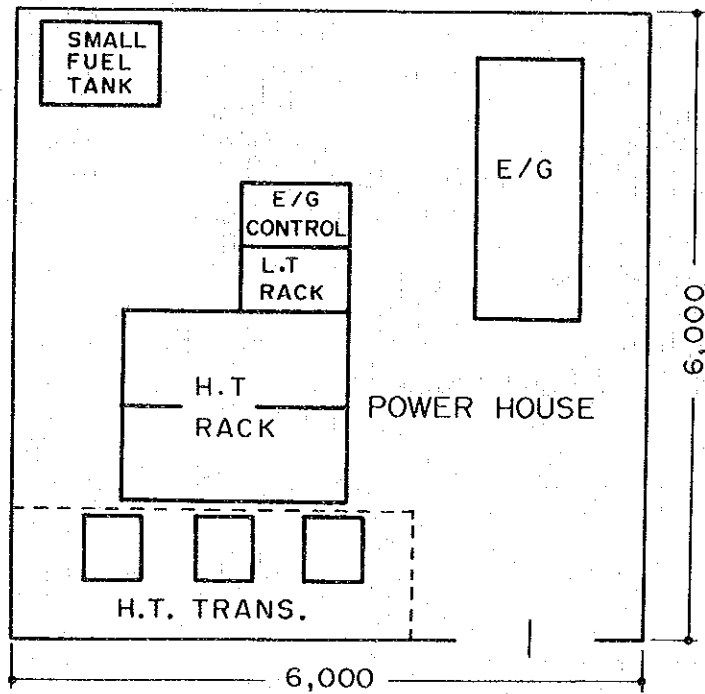 SMALL
FUEL
TANK
E/G
E/G
CONTROL
L.T
RACK
H.T
RACK
POWER HOUSE
6,000
H.T. TRANS.
6,000